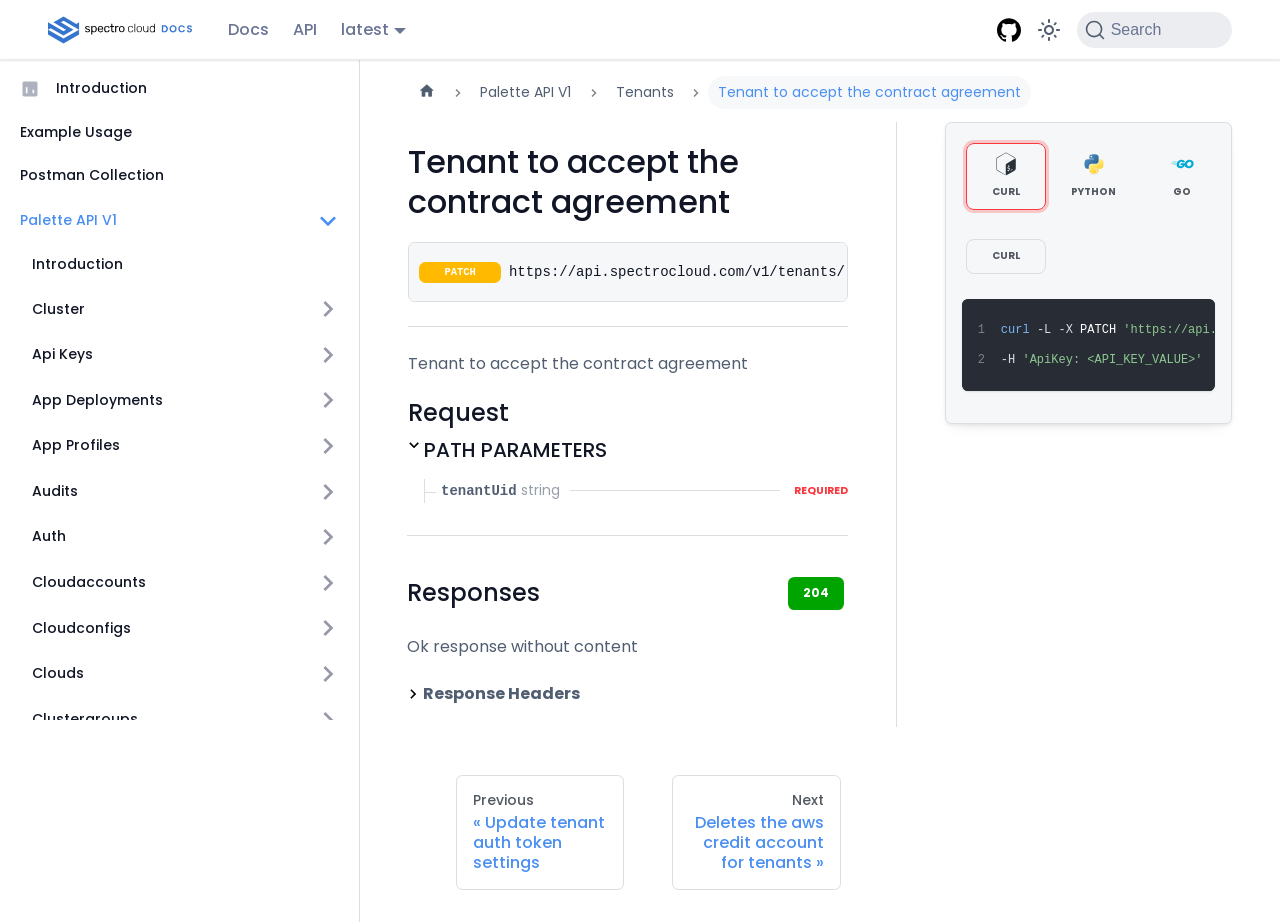 spectro cloud DOCS
Docs
API
latest
Search
Introduction
Example Usage
Postman Collection
Palette API V1
Introduction
Cluster
Api Keys
App Deployments
App Profiles
Audits
Auth
Cloudaccounts
Cloudconfigs
Clouds
Clustergroups
Palette API V1
Tenants
Tenant to accept the contract agreement
Tenant to accept the
contract agreement
PATCH https://api.spectrocloud.com/v1/tenants/
Tenant to accept the contract agreement
Request
PATH PARAMETERS
tenantUid string REQUIRED
Responses
204
Ok response without content
Response Headers
CURL
PYTHON
GO
CURL
1 curl -L -X PATCH 'https://api.
2 -H 'ApiKey: <API_KEY_VALUE>'
Previous
« Update tenant
auth token
settings
Next
Deletes the aws
credit account
for tenants »